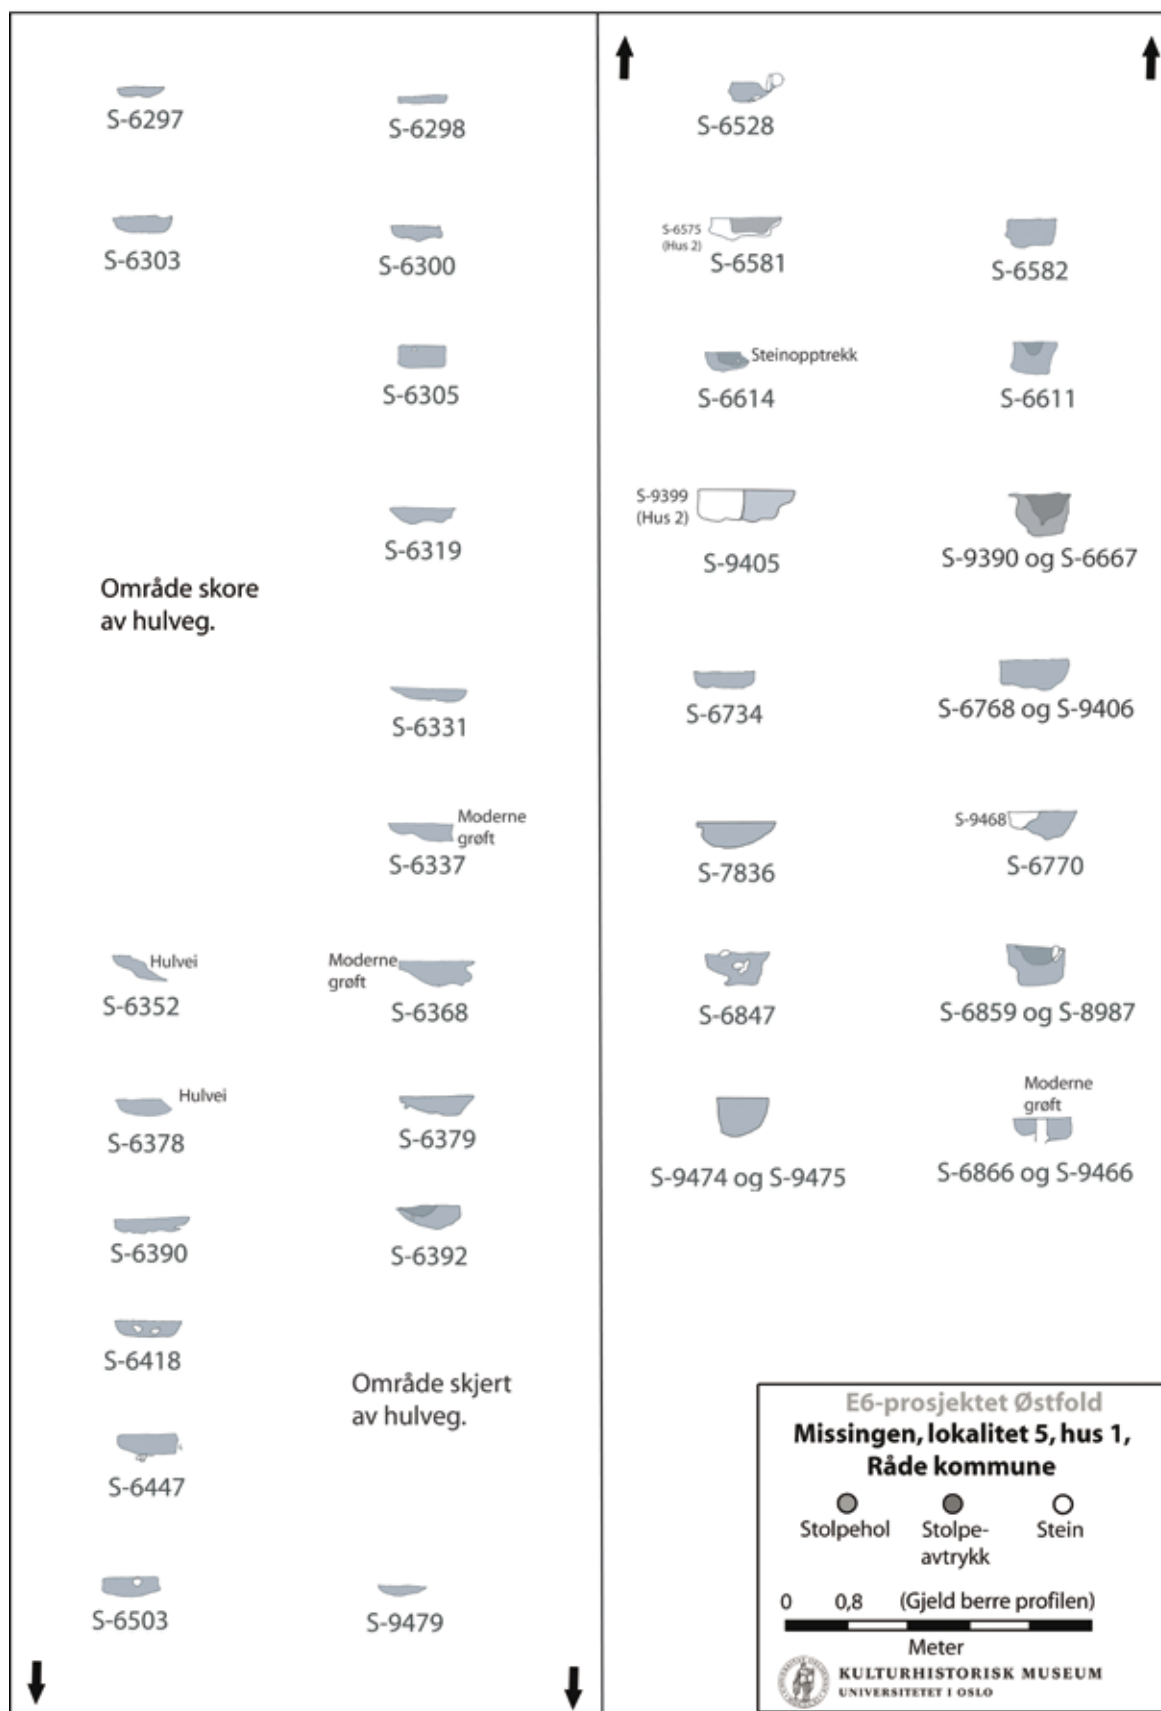 S-6297
S-6298
S-6303
S-6300
S-6305
S-6319
Område skore
av hulveg.
S-6331
Moderne
grøft
S-6337
Hulvei
S-6352
Moderne
grøft
S-6368
Hulvei
S-6378
S-6379
S-6390
S-6392
S-6418
Område skjert
av hulveg.
S-6447
S-6503
S-9479
S-6528
S-6575
(Hus 2)
S-6581
S-6582
Steinopptrekk
S-6614
S-6611
S-9399
(Hus 2)
S-9405
S-9390 og S-6667
S-6734
S-6768 og S-9406
S-7836
S-9468
S-6770
S-6847
S-6859 og S-8987
S-9474 og S-9475
Moderne
grøft
S-6866 og S-9466
E6-prosjektet Østfold
Missingen, lokalitet 5, hus 1,
Råde kommune
Stolpehol
Stolpe-
avtrykk
Stein
0 0,8 (Gjeld berre profilen)
Meter
KULTURHISTORISK MUSEUM
UNIVERSITETET I OSLO